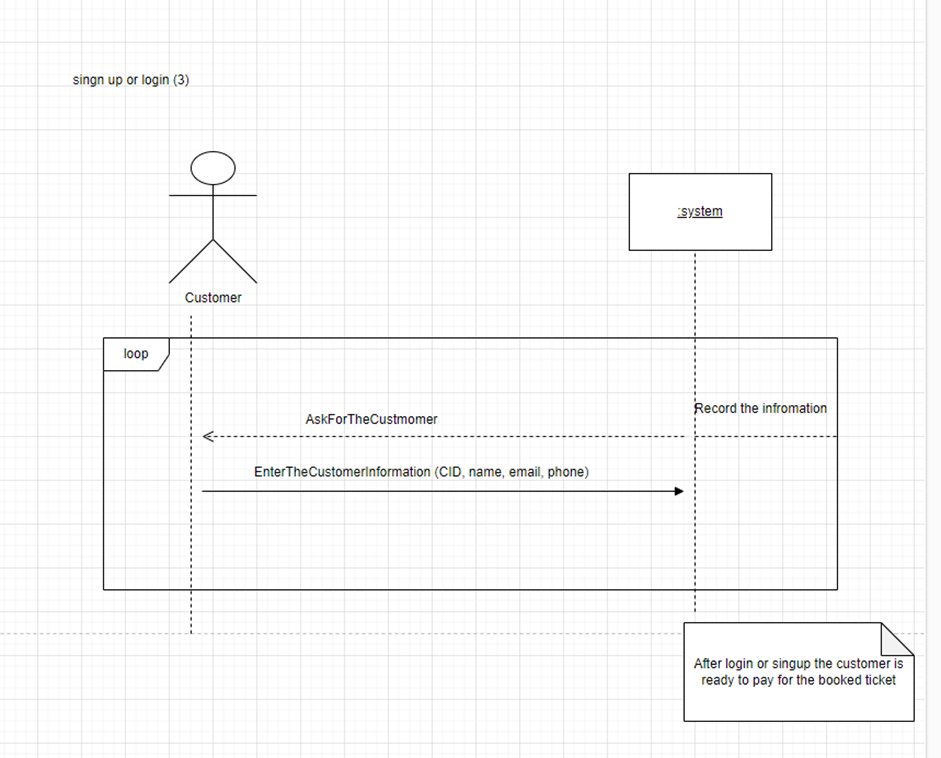 singn up or login (3)
:system
Customer
loop
Record the infromation
AskForTheCustmomer
EnterTheCustomerInformation (CID, name, email, phone)
After login or singup the customer is
ready to pay for the booked ticket